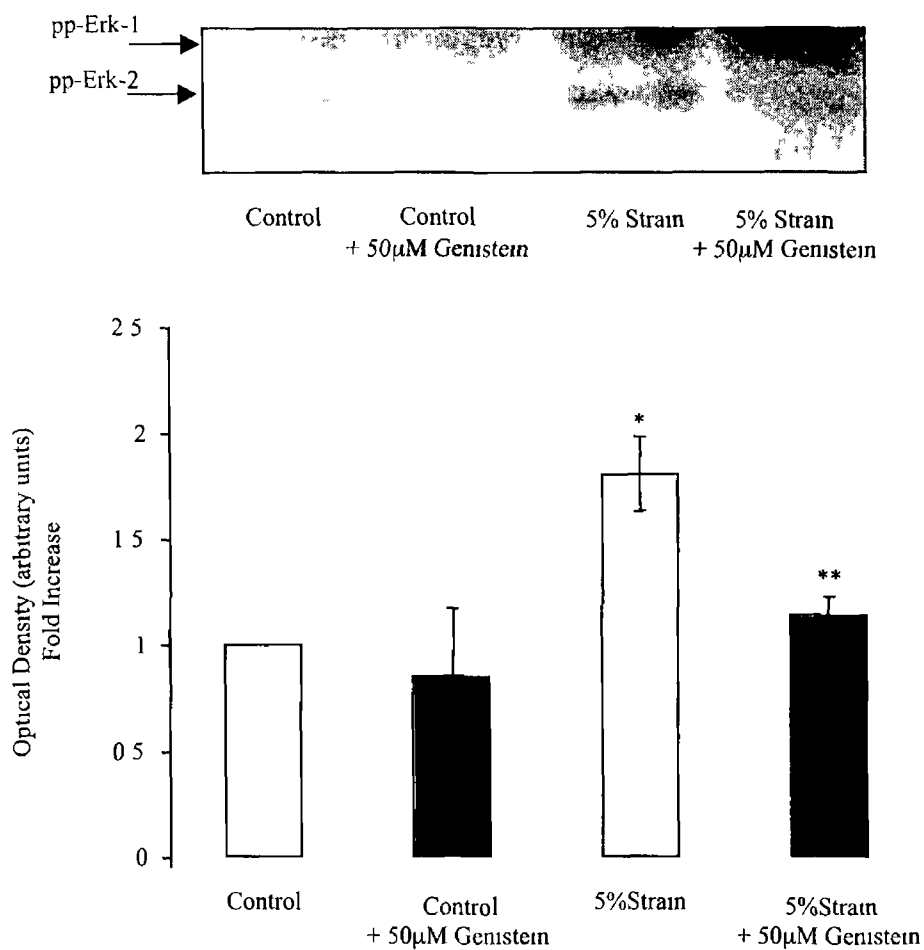 pp-Erk-1
pp-Erk-2
Control
Control
+ 50μM Genistein
5% Strain
5% Strain
+ 50μM Genistein
Optical Density (arbitrary units)
Fold Increase
2 5
2
1 5
1
0 5
0
*
**
Control
Control
+ 50μM Genistein
5%Strain
5%Strain
+ 50μM Genistein